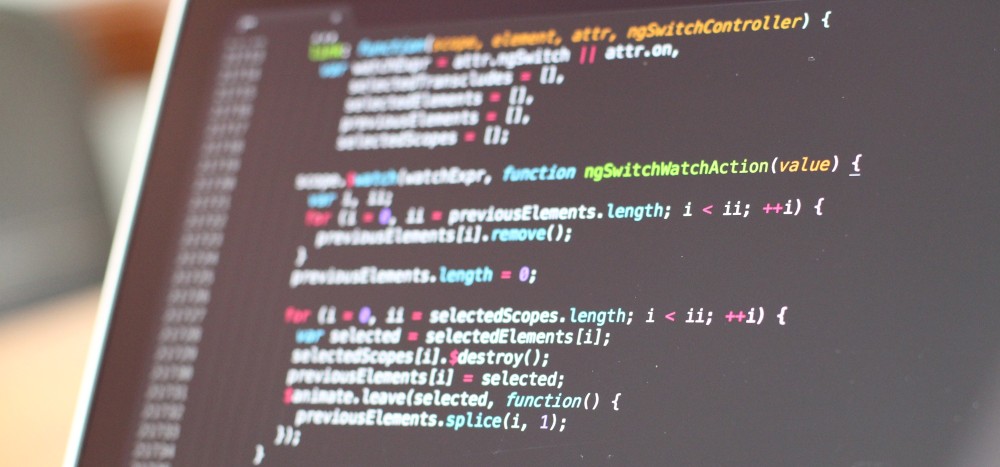 link: function(scope, element, attr, ngSwitchController) {
var watchExpr = attr.ngSwitch || attr.on,
selectedTranscludes = [],
selectedElements = [],
previousElements = [],
selectedScopes = [];
scope.$watch(watchExpr, function ngSwitchWatchAction(value) {
var i, ii;
for (i = 0, ii = previousElements.length; i < ii; ++i) {
previousElements[i].remove();
}
previousElements.length = 0;
for (i = 0, ii = selectedScopes.length; i < ii; ++i) {
var selected = selectedElements[i];
selectedScopes[i].$destroy();
previousElements[i] = selected;
$animate.leave(selected, function() {
previousElements.splice(i, 1);
});
}